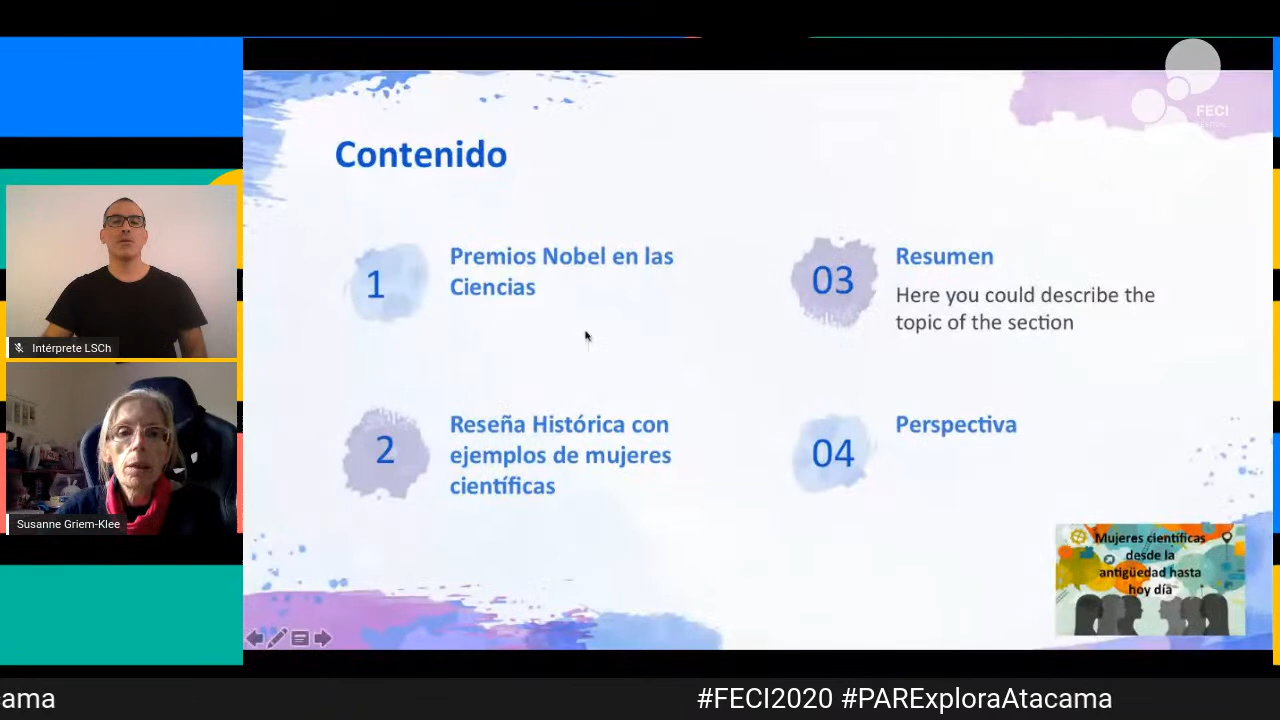 FECI
Contenido
1
Premios Nobel en las
Ciencias
03
Resumen
Here you could describe the
topic of the section
2
Reseña Histórica con
ejemplos de mujeres
científicas
04
Perspectiva
Intérprete LSCh
Susanne Griem-Klee
Mujeres científicas
desde la
antigüedad hasta
hoy día
ama #FECI2020 #PARExploraAtacama